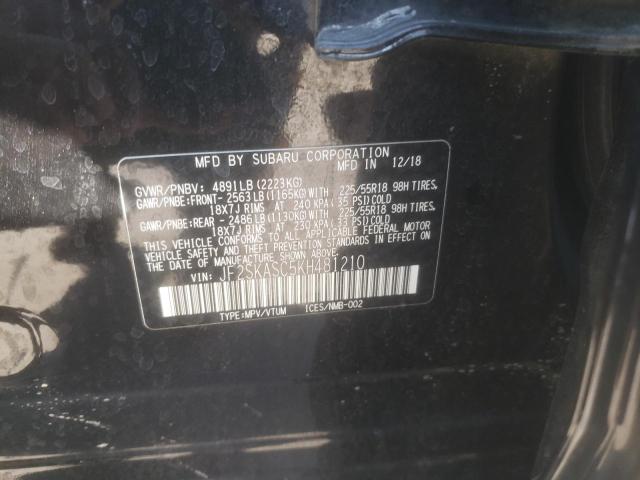 MFD BY SUBARU CORPORATION
MFD IN 12/18
GVWR/PNBV: 4891LB(2223KG)
GAWR/PNBE:FRONT- 2563LB(1165KG)WITH 225/55R18 98H TIRES,
18X7J RIMS AT 240 KPA(35 PSI)COLD
GAWR/PNBE:REAR - 2486LB(1130KG)WITH 225/55R18 98H TIRES,
18X7J RIMS AT 230 KPA(33 PSI)COLD
THIS VEHICLE CONFORMS TO ALL APPLICABLE FEDERAL MOTOR
VEHICLE SAFETY AND THEFT PREVENTION STANDARDS IN EFFECT
ON THE DATE OF MANUFACTURE SHOWN ABOVE.
VIN: JF2SKASC5KH481210
TYPE:MPV/VTUM ICES/NMB-002